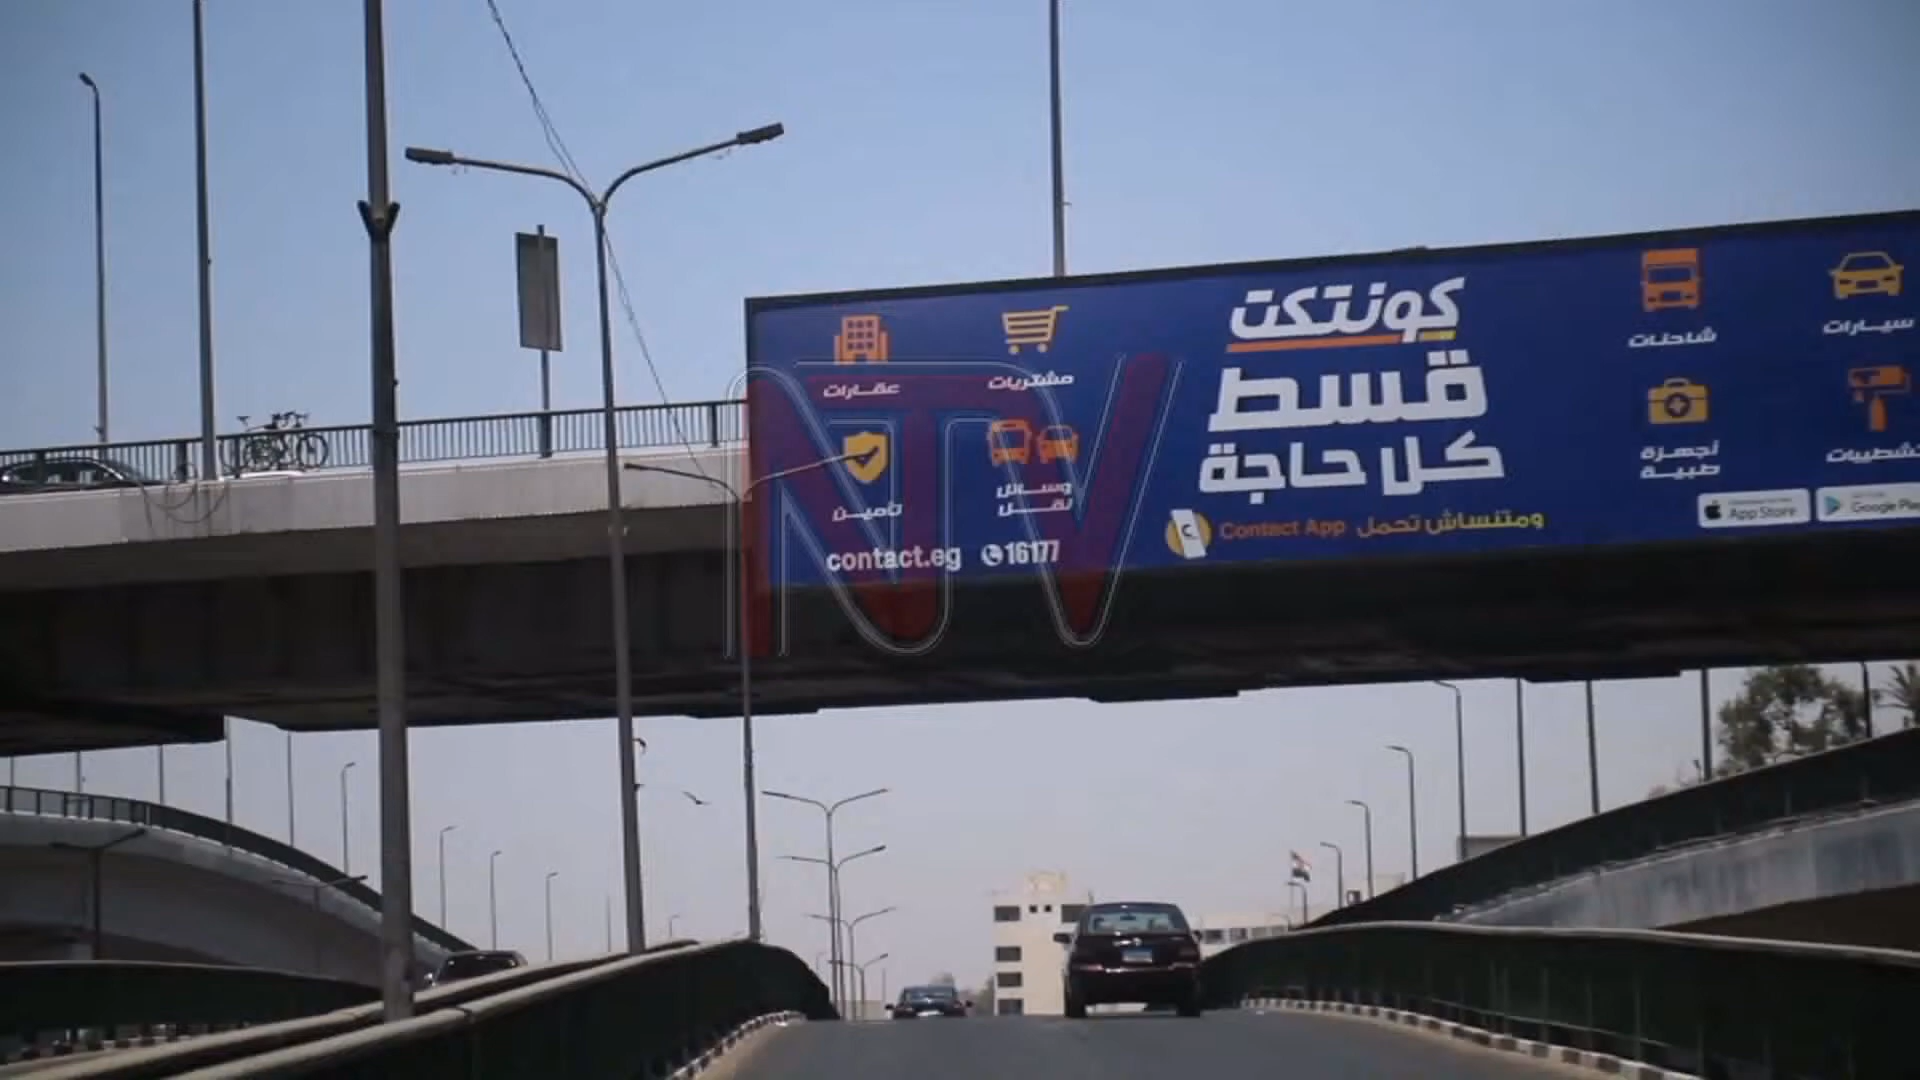 كونتكت
قسط
كل حاجة
ومتنساش تحمل Contact App
سيارات
شاحنات
مشتريات
عقارات
تشطيبات
أجهزة
طبية
وسائل
نقل
تأمين
App Store
Google Play
contact.eg
16177
NTV